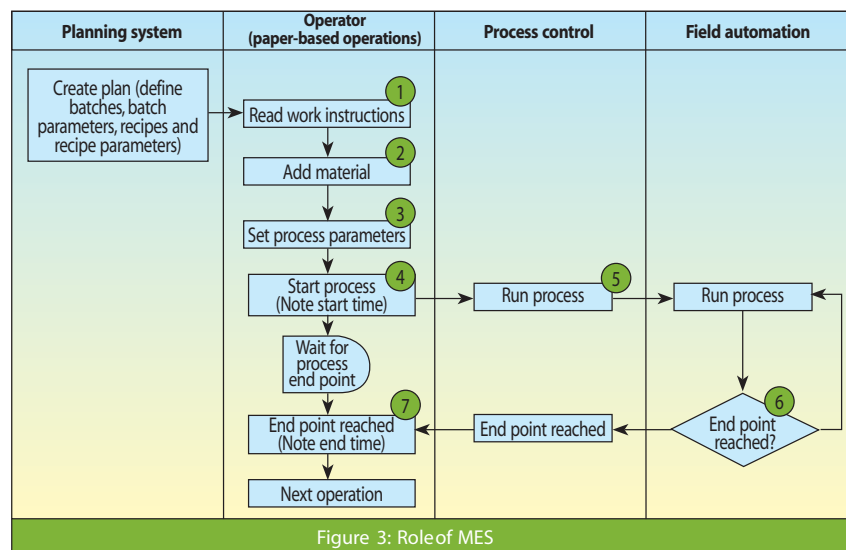 Planning system
Operator
(paper-based operations)
Process control
Field automation
Create plan (define
batches, batch
parameters, recipes and
recipe parameters)
1
Read work instructions
2
Add material
3
Set process parameters
4
Start process
(Note start time)
5
Run process
Run process
Wait for
process
end point
6
End point
reached?
End point reached
7
End point reached
(Note end time)
Next operation
Figure 3: Role of MES